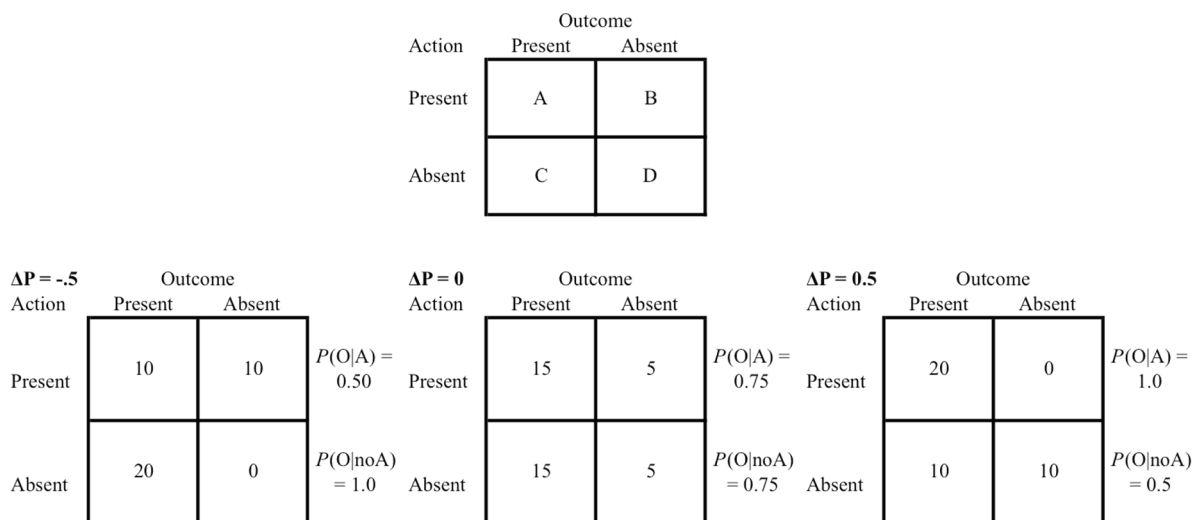 Outcome
Action Present Absent
Present A B
Absent C D
ΔP = -.5 Outcome
Action Present Absent
Present 10 10 P(O|A) =
0.50
Absent 20 0 P(O|noA)
= 1.0
ΔP = 0 Outcome
Action Present Absent
Present 15 5 P(O|A) =
0.75
Absent 15 5 P(O|noA)
= 0.75
ΔP = 0.5 Outcome
Action Present Absent
Present 20 0 P(O|A) =
1.0
Absent 10 10 P(O|noA)
= 0.5